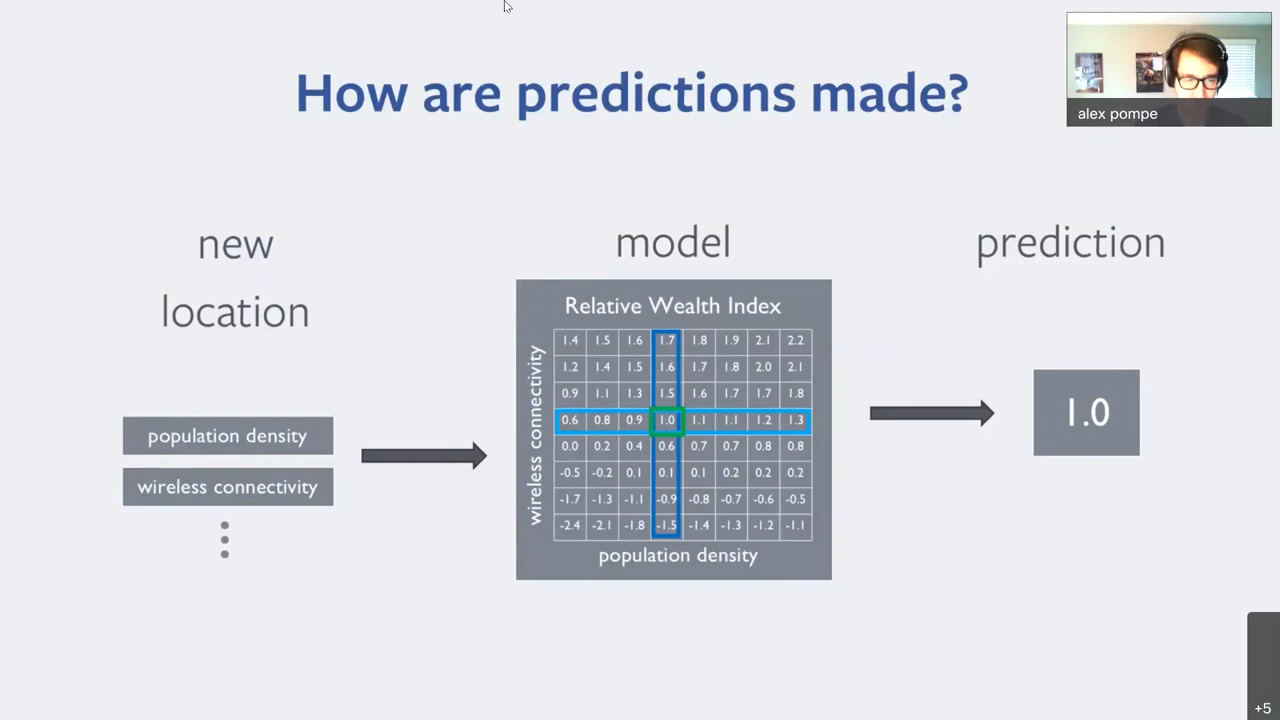 How are predictions made?
alex pompe
new
location
population density
wireless connectivity
model
Relative Wealth Index
wireless connectivity
1.4 1.5 1.6 1.7 1.8 1.9 2.1 2.2
1.2 1.4 1.5 1.6 1.7 1.8 2.0 2.1
0.9 1.1 1.3 1.5 1.6 1.7 1.7 1.8
0.6 0.8 0.9 1.0 1.1 1.1 1.2 1.3
0.0 0.2 0.4 0.6 0.7 0.7 0.8 0.8
-0.5 -0.2 0.1 0.1 0.1 0.2 0.2 0.2
-1.7 -1.3 -1.1 -0.9 -0.8 -0.7 -0.6 -0.5
-2.4 -2.1 -1.8 -1.5 -1.4 -1.3 -1.2 -1.1
population density
prediction
1.0
+5